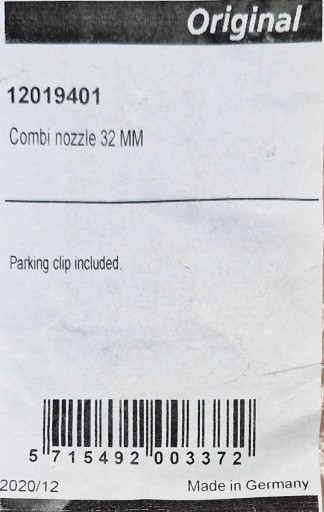 Original
12019401
Combi nozzle 32 MM
Parking clip included.
5 715492 003372
2020/12
Made in Germany